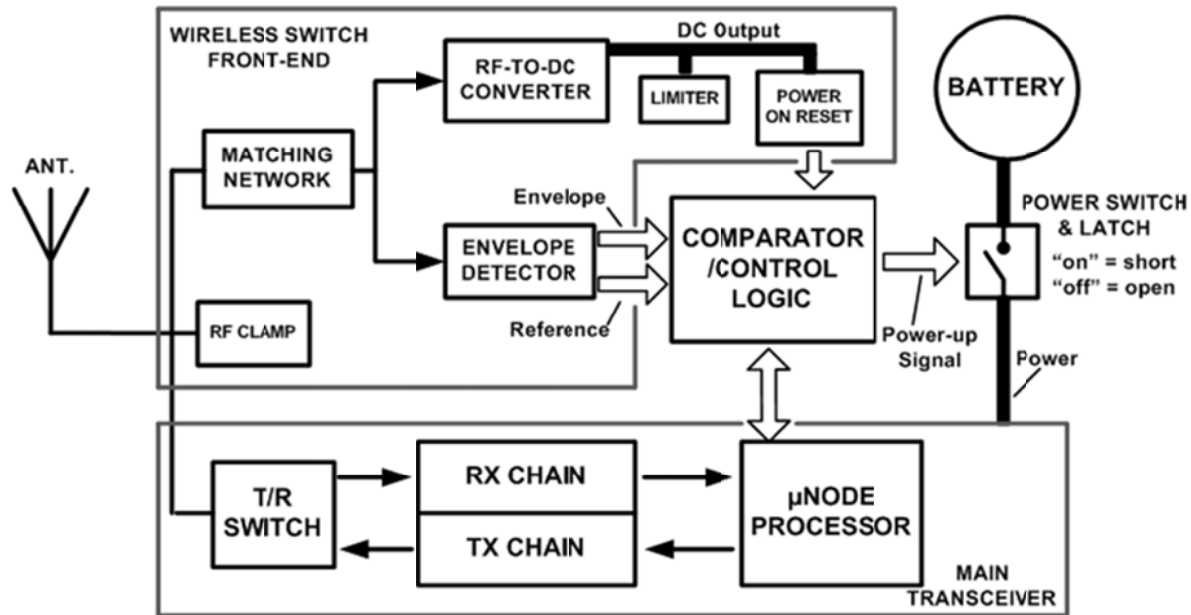 WIRELESS SWITCH
FRONT-END
RF-TO-DC
CONVERTER
DC Output
LIMITER
POWER
ON RESET
BATTERY
ANT.
MATCHING
NETWORK
Envelope
ENVELOPE
DETECTOR
Reference
COMPARATOR
/CONTROL
LOGIC
POWER SWITCH
& LATCH
“on” = short
“off” = open
Power-up
Signal
Power
RF CLAMP
T/R
SWITCH
RX CHAIN
TX CHAIN
µNODE
PROCESSOR
MAIN
TRANSCEIVER